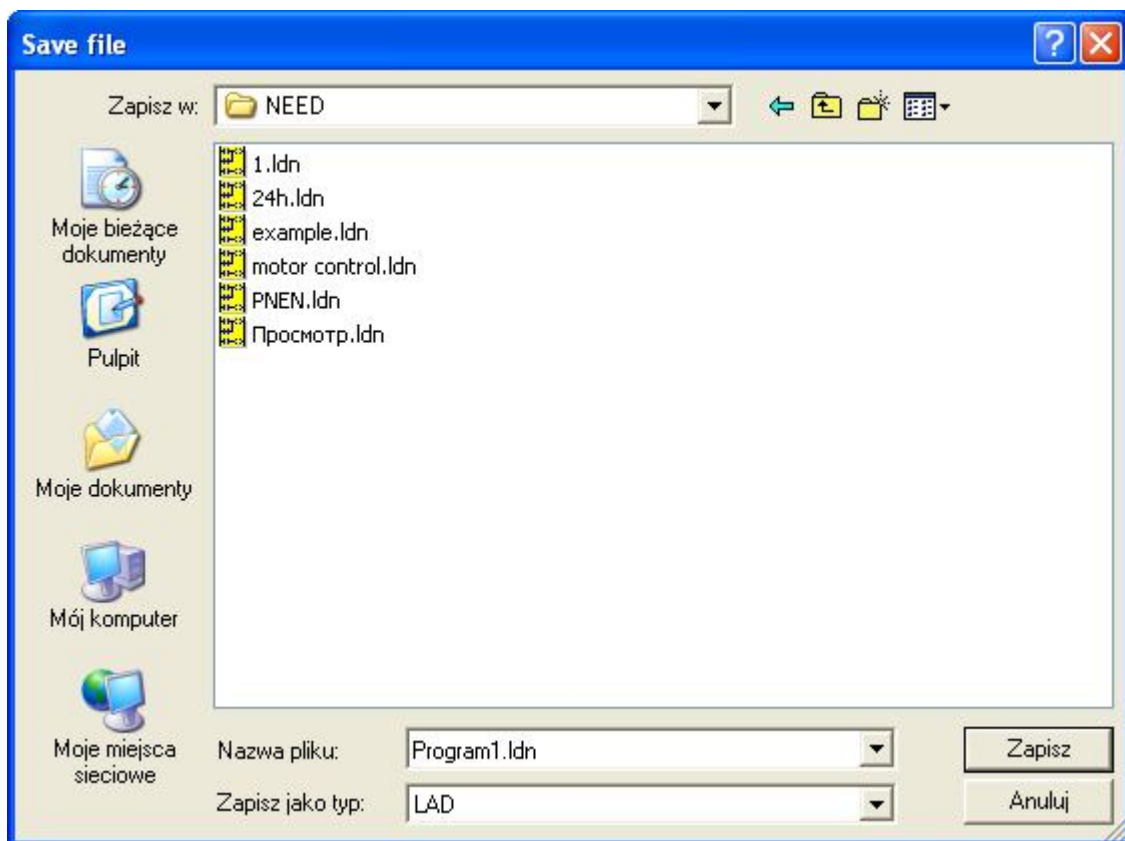 Save file
Zapisz w:
NEED
1.ldn
24h.ldn
example.ldn
motor control.ldn
PNEN.ldn
Просмотр.ldn
Moje bieżące
dokumenty
Pulpit
Moje dokumenty
Mój komputer
Moje miejsca
sieciowe
Nazwa pliku:
Program1.ldn
Zapisz
Zapisz jako typ:
LAD
Anuluj